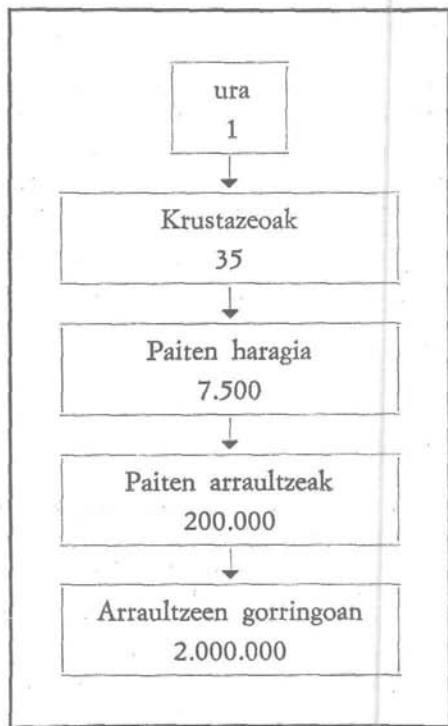 ura
1
Krustazeoak
35
Paiten haragia
7.500
Paiten arraultzeak
200.000
Arraultzeen gorringoan
2.000.000